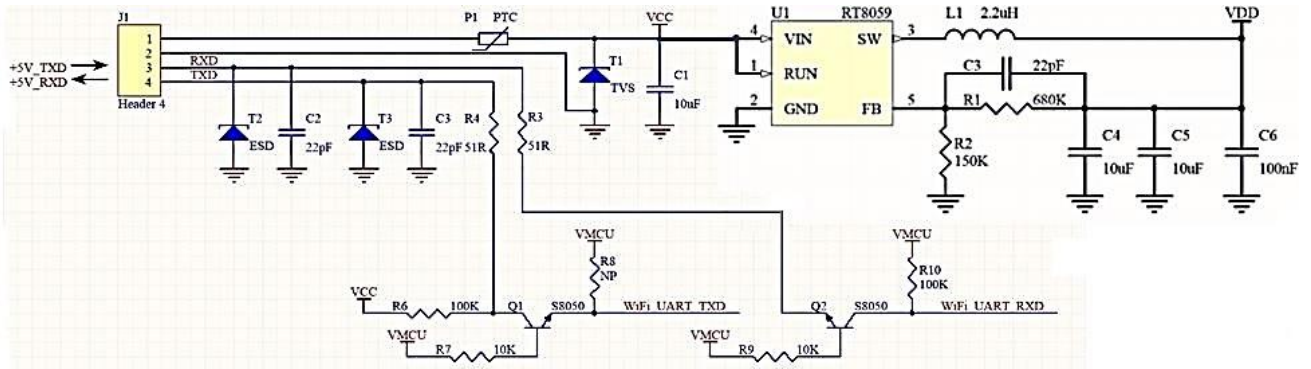 J1
1
2
3
4
Header 4
+5V_TXD
+5V_RXD
RXD
TXD
P1 PTC
T1
TVS
VCC
C1
10uF
U1 RT8059
4 VIN SW 3
1 RUN
2 GND FB 5
L1 2.2uH
VDD
C3 22pF
R1 680K
R2
150K
C4
10uF
C5
10uF
C6
100nF
T2
ESD
C2
22pF
T3
ESD
C3
22pF
R4
51R
R3
51R
VMCU
R8
NP
VCC
R6 100K
Q1 S8050
WiFi_UART_TXD
VMCU
R7 10K
VMCU
R10
100K
Q2 S8050
WiFi_UART_RXD
VMCU
R9 10K